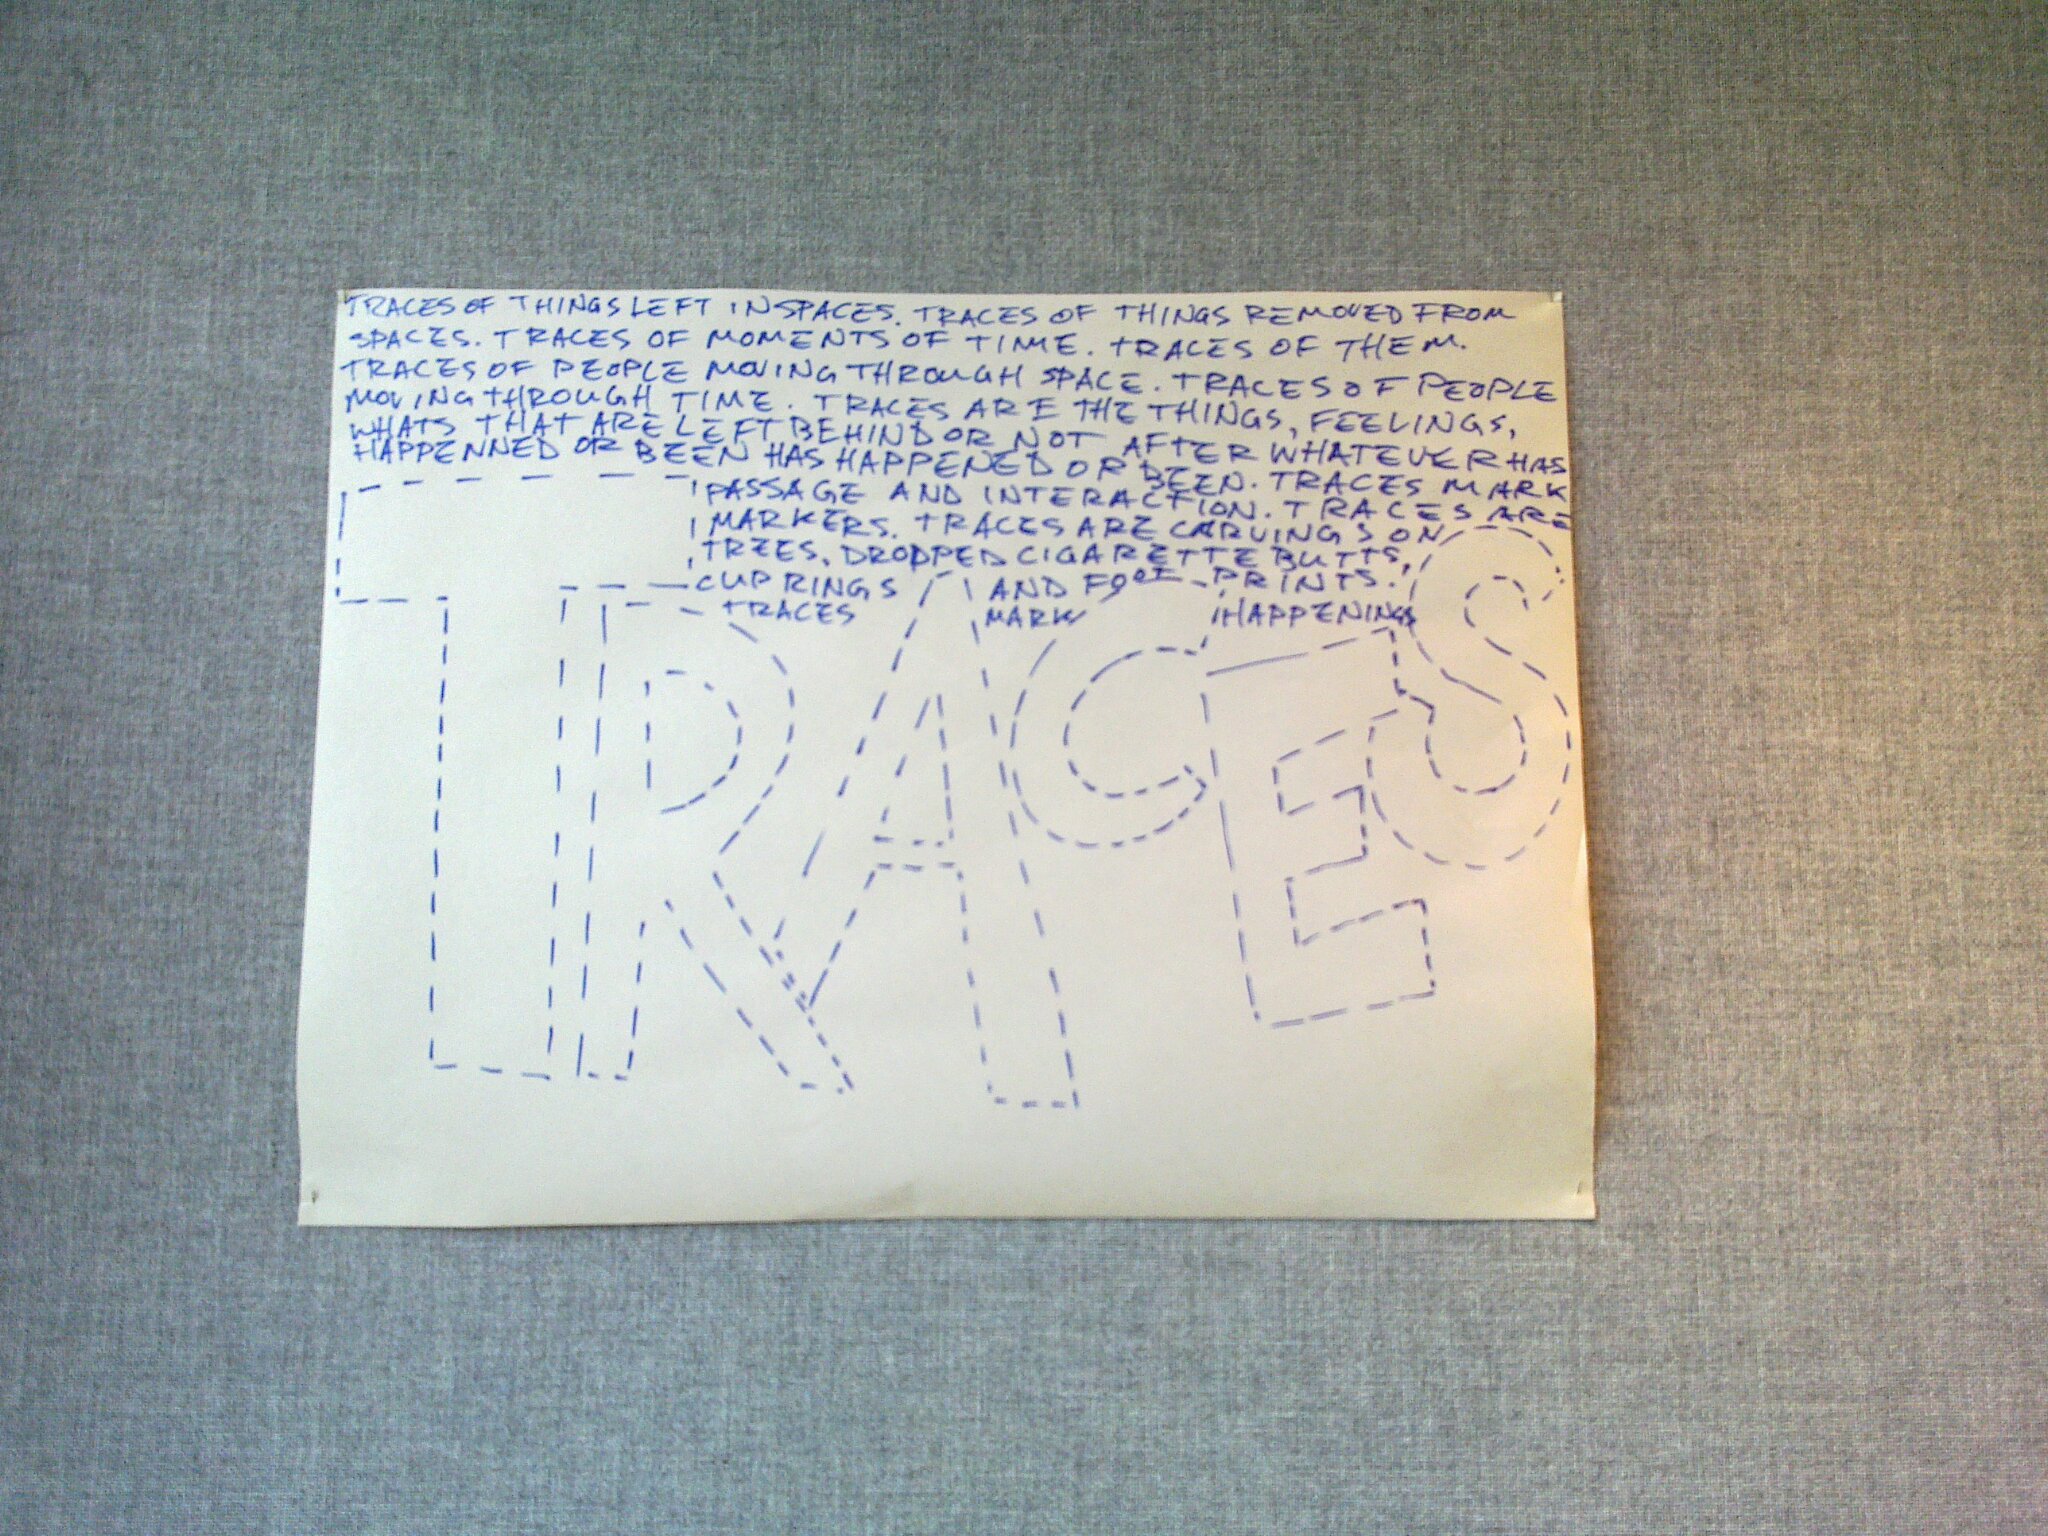 TRACES OF THINGS LEFT IN SPACES. TRACES OF THINGS REMOVED FROM
SPACES. TRACES OF MOMENTS OF TIME. TRACES OF THEM.
TRACES OF PEOPLE MOVING THROUGH SPACE. TRACES OF PEOPLE
MOVING THROUGH TIME. TRACES ARE THE THINGS, FEELINGS,
WHATS THAT ARE LEFT BEHIND OR NOT AFTER WHATEVER HAS
HAPPENNED OR BEEN HAS HAPPENED OR BEEN. TRACES MARK
PASSAGE AND INTERACTION. TRACES ARE
MARKERS. TRACES ARE CARVINGS ON
TREES, DROPPED CIGARETTE BUTTS,
CUP RINGS AND FOOT PRINTS.
TRACES MARK HAPPENINGS
TRACES